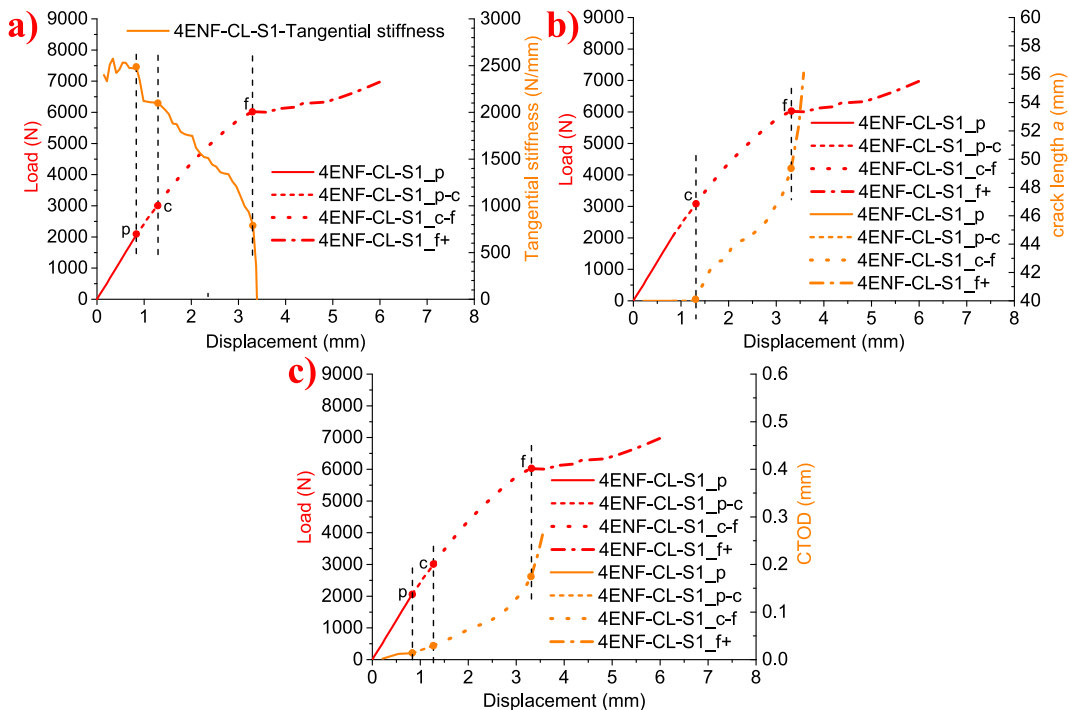 a)
4ENF-CL-S1-Tangential stiffness
Load (N)
9000
8000
7000
6000
5000
4000
3000
2000
1000
0
p
c
f
4ENF-CL-S1_p
4ENF-CL-S1_p-c
4ENF-CL-S1_c-f
4ENF-CL-S1_f+
3000
2500
2000
1500
1000
500
0
Tangential stiffness (N/mm)
0 1 2 3 4 5 6 7 8
Displacement (mm)
b)
Load (N)
9000
8000
7000
6000
5000
4000
3000
2000
1000
0
c
f
4ENF-CL-S1_p
4ENF-CL-S1_p-c
4ENF-CL-S1_c-f
4ENF-CL-S1_f+
4ENF-CL-S1_p
4ENF-CL-S1_p-c
4ENF-CL-S1_c-f
4ENF-CL-S1_f+
60
58
56
54
52
50
48
46
44
42
40
crack length a (mm)
0 1 2 3 4 5 6 7 8
Displacement (mm)
c)
Load (N)
9000
8000
7000
6000
5000
4000
3000
2000
1000
0
p
c
f
4ENF-CL-S1_p
4ENF-CL-S1_p-c
4ENF-CL-S1_c-f
4ENF-CL-S1_f+
4ENF-CL-S1_p
4ENF-CL-S1_p-c
4ENF-CL-S1_c-f
4ENF-CL-S1_f+
0.6
0.5
0.4
0.3
0.2
0.1
0.0
CTOD (mm)
0 1 2 3 4 5 6 7 8
Displacement (mm)